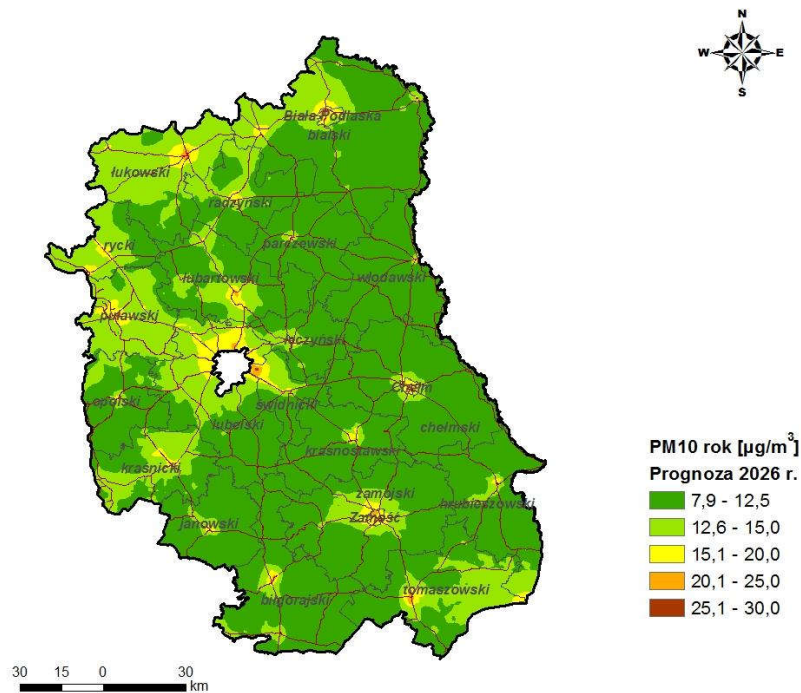 N
W E
S
Biała Podlaska
bialski
łukowski
radzyński
rycki
parczewski
lubartowski
włodawski
puławski
łęczyński
Chełm
opolski
świdnicki
lubelski
chełmski
krasnostawski
kraśnicki
zamojski
hrubieszowski
Zamość
janowski
tomaszowski
biłgorajski
PM10 rok [µg/m³]
Prognoza 2026 r.
7,9 - 12,5
12,6 - 15,0
15,1 - 20,0
20,1 - 25,0
25,1 - 30,0
30 15 0 30
km